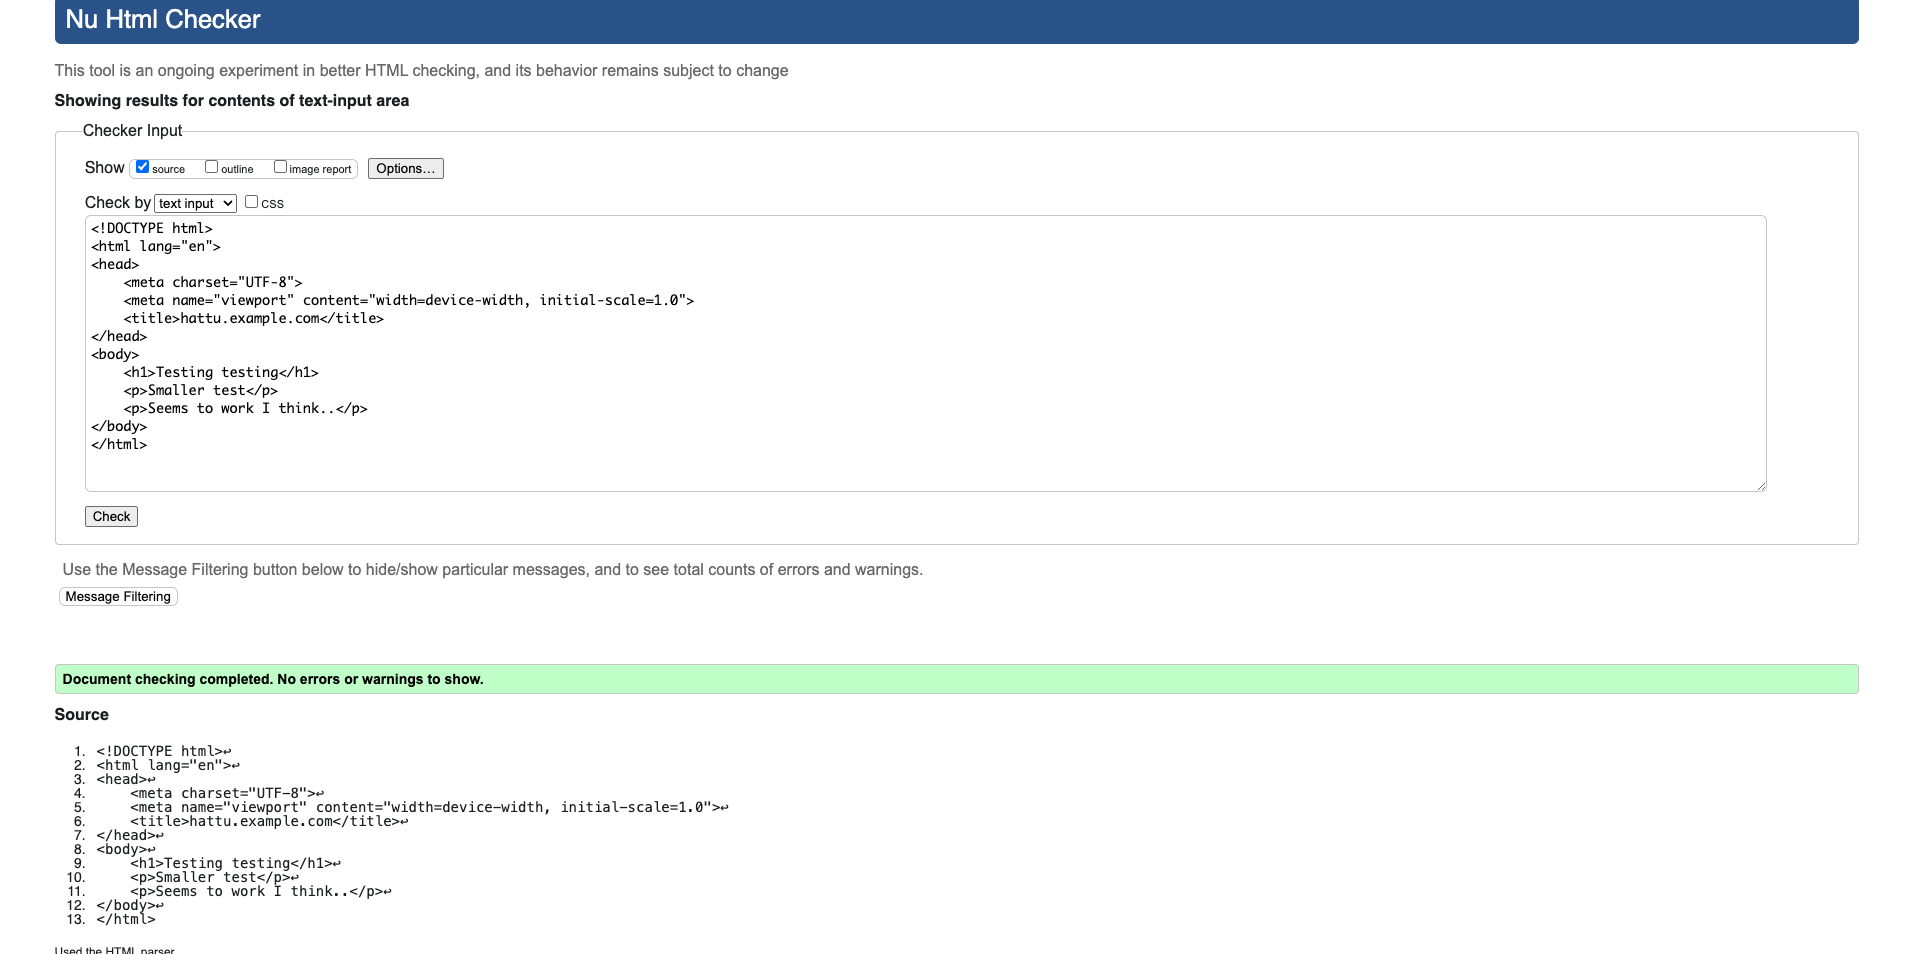 Nu Html Checker
This tool is an ongoing experiment in better HTML checking, and its behavior remains subject to change
Showing results for contents of text-input area
Checker Input
Show source outline image report Options...
Check by text input css
<!DOCTYPE html>
<html lang="en">
<head>
    <meta charset="UTF-8">
    <meta name="viewport" content="width=device-width, initial-scale=1.0">
    <title>hattu.example.com</title>
</head>
<body>
    <h1>Testing testing</h1>
    <p>Smaller test</p>
    <p>Seems to work I think..</p>
</body>
</html>
Check
Use the Message Filtering button below to hide/show particular messages, and to see total counts of errors and warnings.
Message Filtering
Document checking completed. No errors or warnings to show.
Source
1. <!DOCTYPE html>↩
2. <html lang="en">↩
3. <head>↩
4.     <meta charset="UTF-8">↩
5.     <meta name="viewport" content="width=device-width, initial-scale=1.0">↩
6.     <title>hattu.example.com</title>↩
7. </head>↩
8. <body>↩
9.     <h1>Testing testing</h1>↩
10.     <p>Smaller test</p>↩
11.     <p>Seems to work I think..</p>↩
12. </body>↩
13. </html>
Used the HTML parser